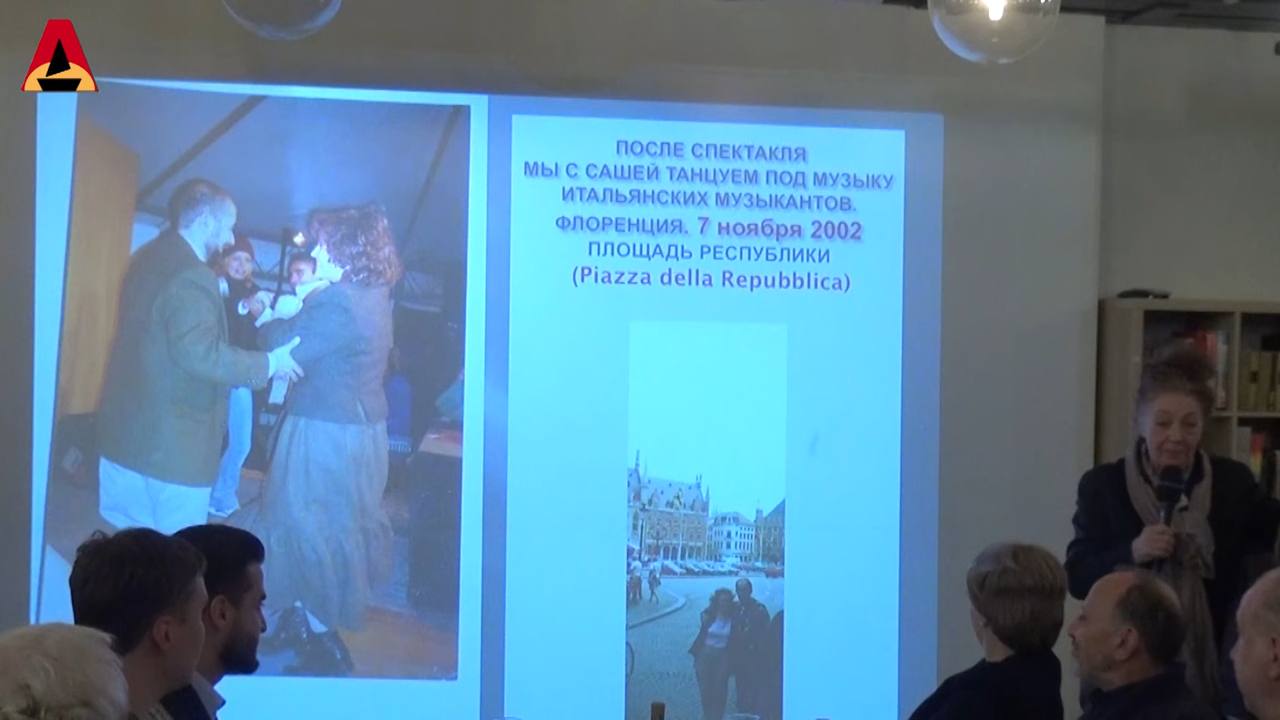 ПОСЛЕ СПЕКТАКЛЯ
МЫ С САШЕЙ ТАНЦУЕМ ПОД МУЗЫКУ
ИТАЛЬЯНСКИХ МУЗЫКАНТОВ.
ФЛОРЕНЦИЯ. 7 ноября 2002
ПЛОЩАДЬ РЕСПУБЛИКИ
(Piazza della Repubblica)